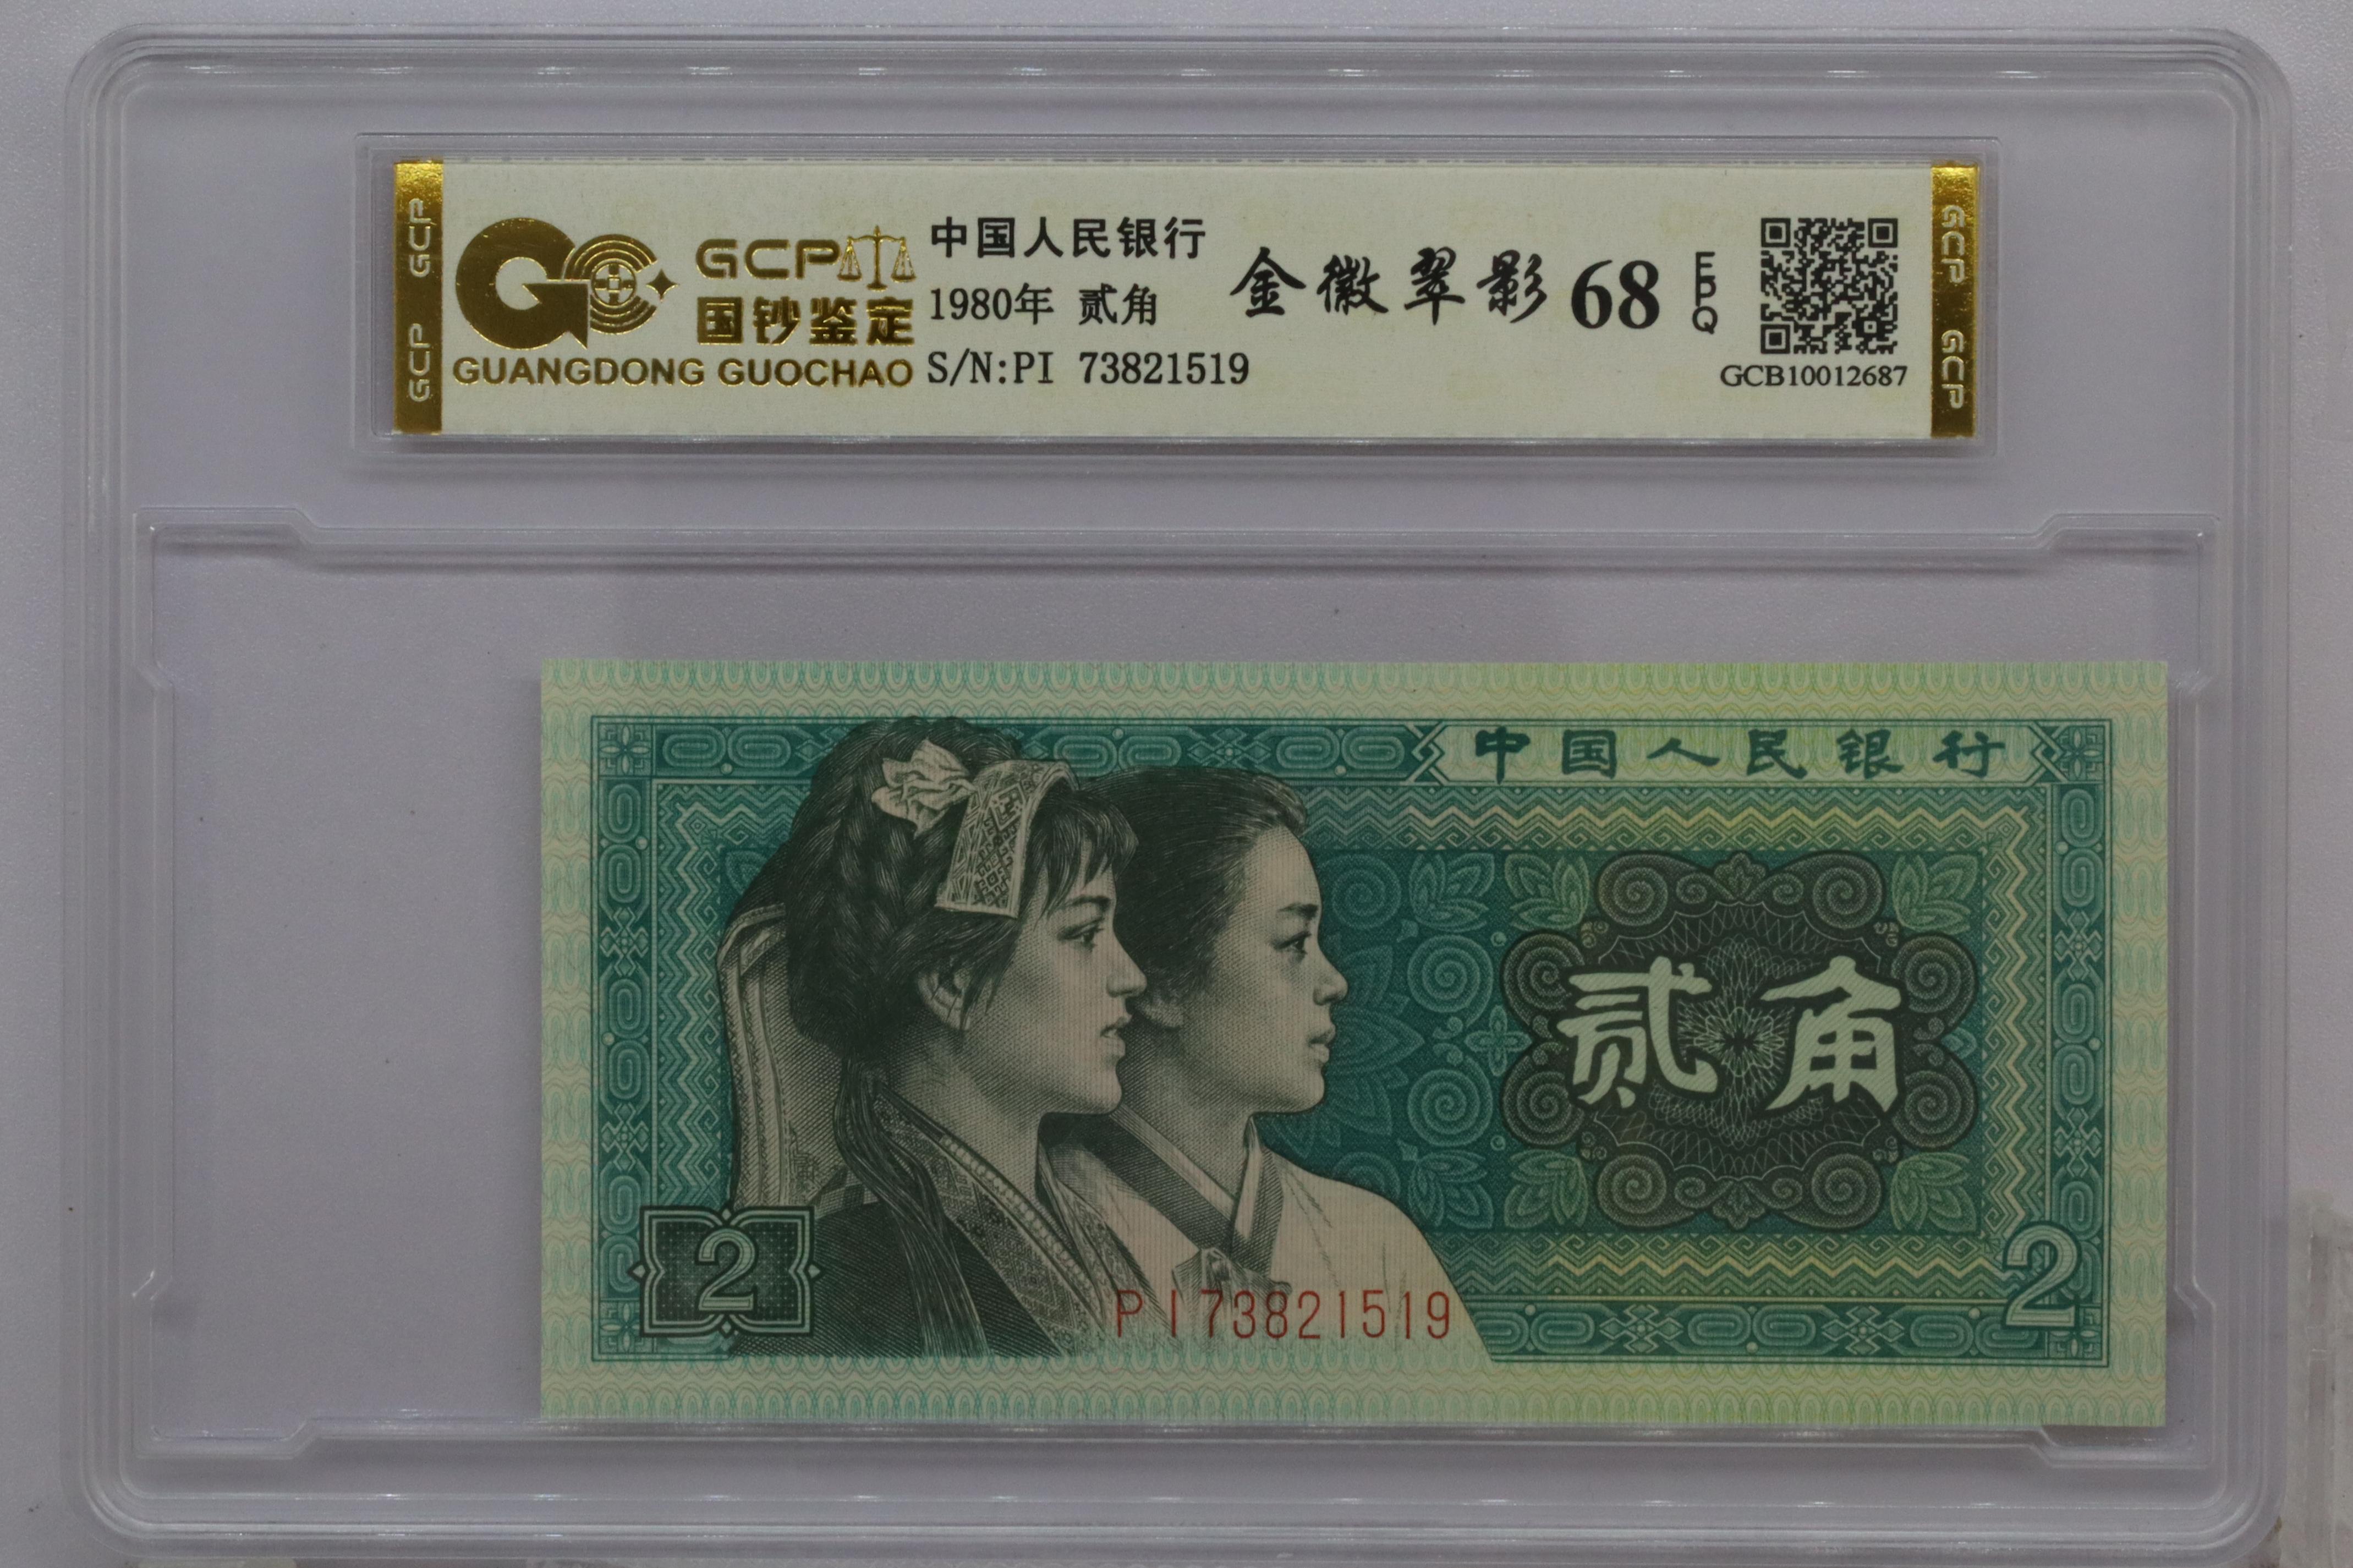 GCP GCP
GCP
国钞鉴定
GUANGDONG GUOCHAO
中国人民银行
1980年 贰角
S/N:PI 73821519
金徽翠影 68 EPQ
GCB10012687
GCP GCP
中国人民银行
贰角
2
PI73821519
2